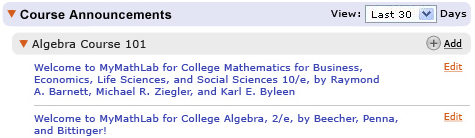 Course Announcements View: Last 30 Days
Algebra Course 101 Add
Welcome to MyMathLab for College Mathematics for Business, Edit
Economics, Life Sciences, and Social Sciences 10/e, by Raymond
A. Barnett, Michael R. Ziegler, and Karl E. Byleen
Welcome to MyMathLab for College Algebra, 2/e, by Beecher, Penna, Edit
and Bittinger!